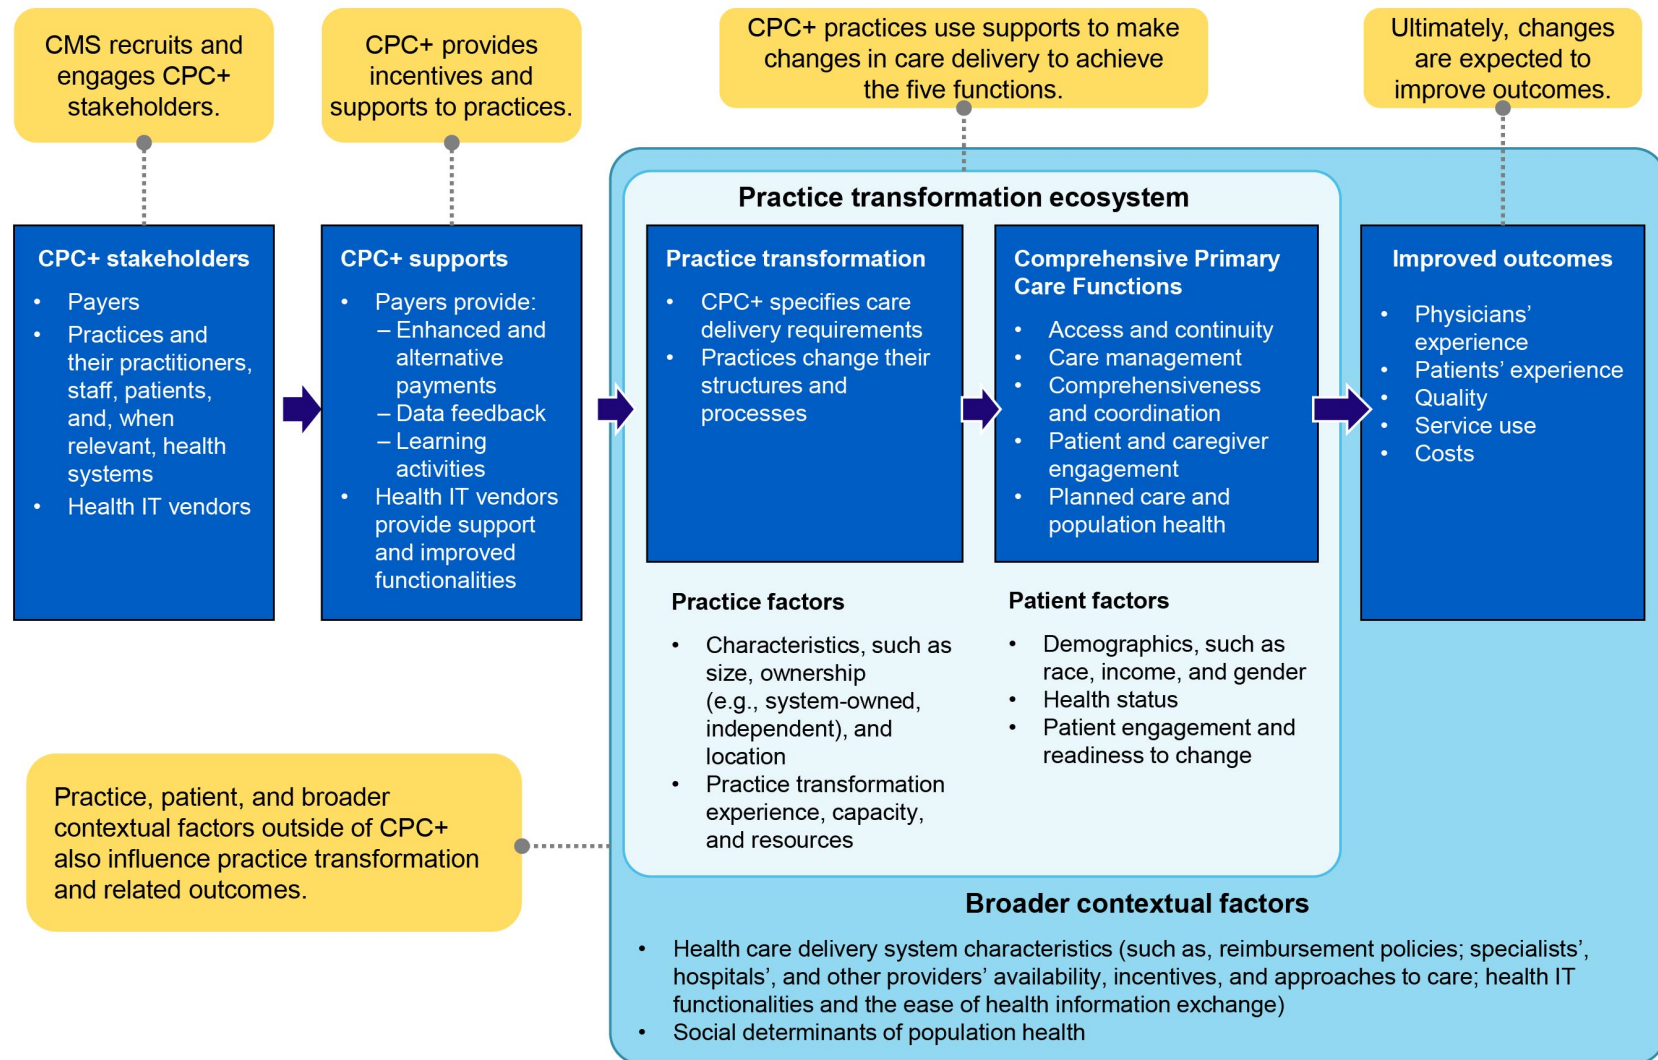 CMS recruits and
engages CPC+
stakeholders.
CPC+ provides
incentives and
supports to practices.
CPC+ practices use supports to make
changes in care delivery to achieve
the five functions.
Ultimately, changes
are expected to
improve outcomes.
Practice transformation ecosystem
CPC+ stakeholders
• Payers
• Practices and
their practitioners,
staff, patients,
and, when
relevant, health
systems
• Health IT vendors
CPC+ supports
• Payers provide:
– Enhanced and
alternative
payments
– Data feedback
– Learning
activities
• Health IT vendors
provide support
and improved
functionalities
Practice transformation
• CPC+ specifies care
delivery requirements
• Practices change their
structures and
processes
Comprehensive Primary
Care Functions
• Access and continuity
• Care management
• Comprehensiveness
and coordination
• Patient and caregiver
engagement
• Planned care and
population health
Improved outcomes
• Physicians’
experience
• Patients’ experience
• Quality
• Service use
• Costs
Practice factors
• Characteristics, such as
size, ownership
(e.g., system-owned,
independent), and
location
• Practice transformation
experience, capacity,
and resources
Patient factors
• Demographics, such as
race, income, and gender
• Health status
• Patient engagement and
readiness to change
Practice, patient, and broader
contextual factors outside of CPC+
also influence practice transformation
and related outcomes.
Broader contextual factors
• Health care delivery system characteristics (such as, reimbursement policies; specialists’,
hospitals’, and other providers’ availability, incentives, and approaches to care; health IT
functionalities and the ease of health information exchange)
• Social determinants of population health